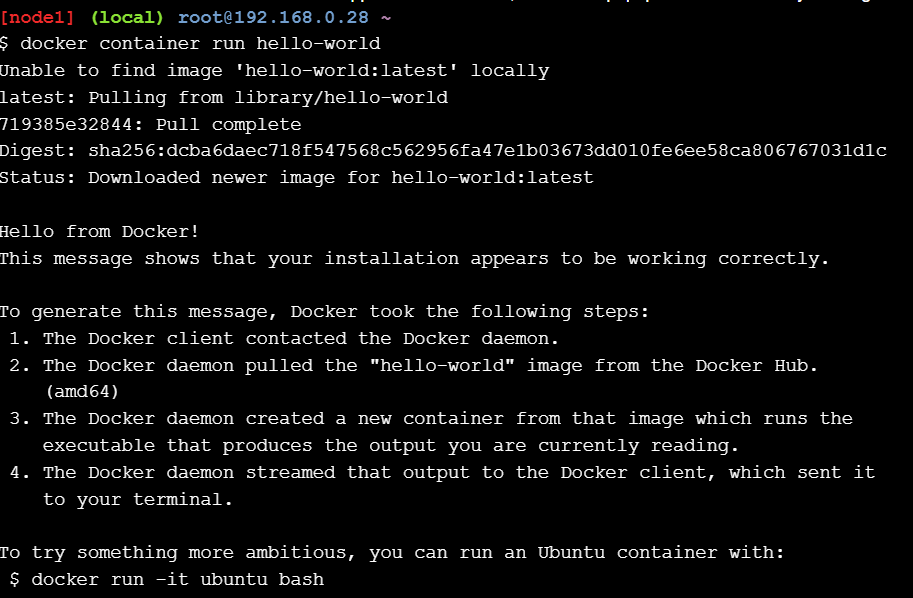 [node1] (local) root@192.168.0.28 ~
$ docker container run hello-world
Unable to find image 'hello-world:latest' locally
latest: Pulling from library/hello-world
719385e32844: Pull complete
Digest: sha256:dcba6daec718f547568c562956fa47e1b03673dd010fe6ee58ca806767031d1c
Status: Downloaded newer image for hello-world:latest
Hello from Docker!
This message shows that your installation appears to be working correctly.
To generate this message, Docker took the following steps:
1. The Docker client contacted the Docker daemon.
2. The Docker daemon pulled the "hello-world" image from the Docker Hub.
(amd64)
3. The Docker daemon created a new container from that image which runs the
executable that produces the output you are currently reading.
4. The Docker daemon streamed that output to the Docker client, which sent it
to your terminal.
To try something more ambitious, you can run an Ubuntu container with:
$ docker run -it ubuntu bash